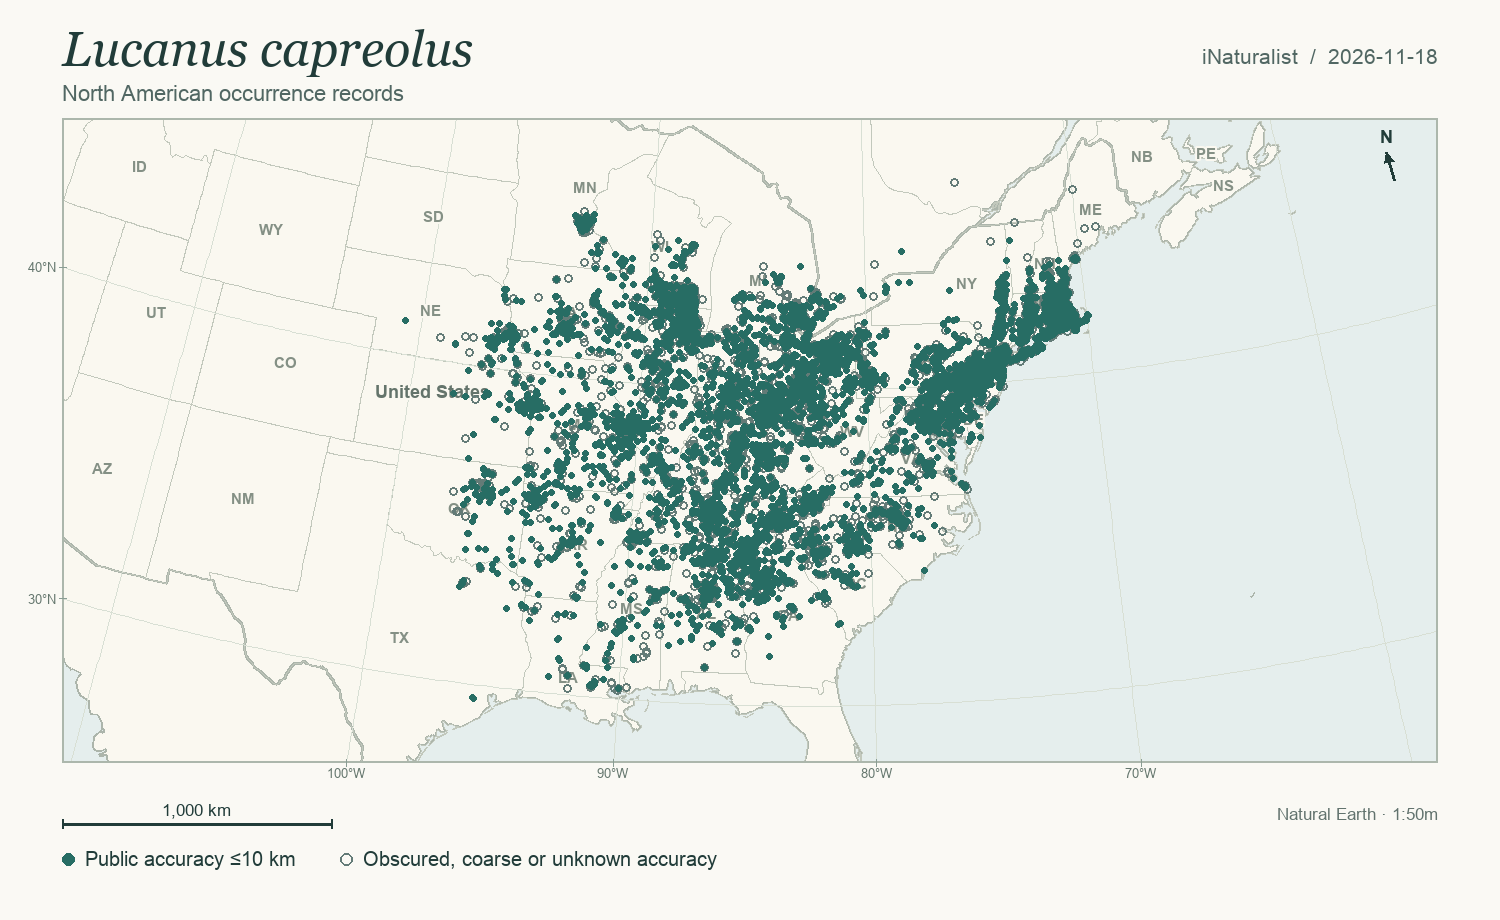 Lucanus capreolus
iNaturalist / 2026-11-18
North American occurrence records
N
ID
MN
NB
PE
NS
SD
ME
WY
40°N
NY
UT
NE
CO
United States
AZ
NM
30°N
MS
TX
LA
100°W
90°W
80°W
70°W
1,000 km
Natural Earth · 1:50m
Public accuracy ≤10 km
Obscured, coarse or unknown accuracy